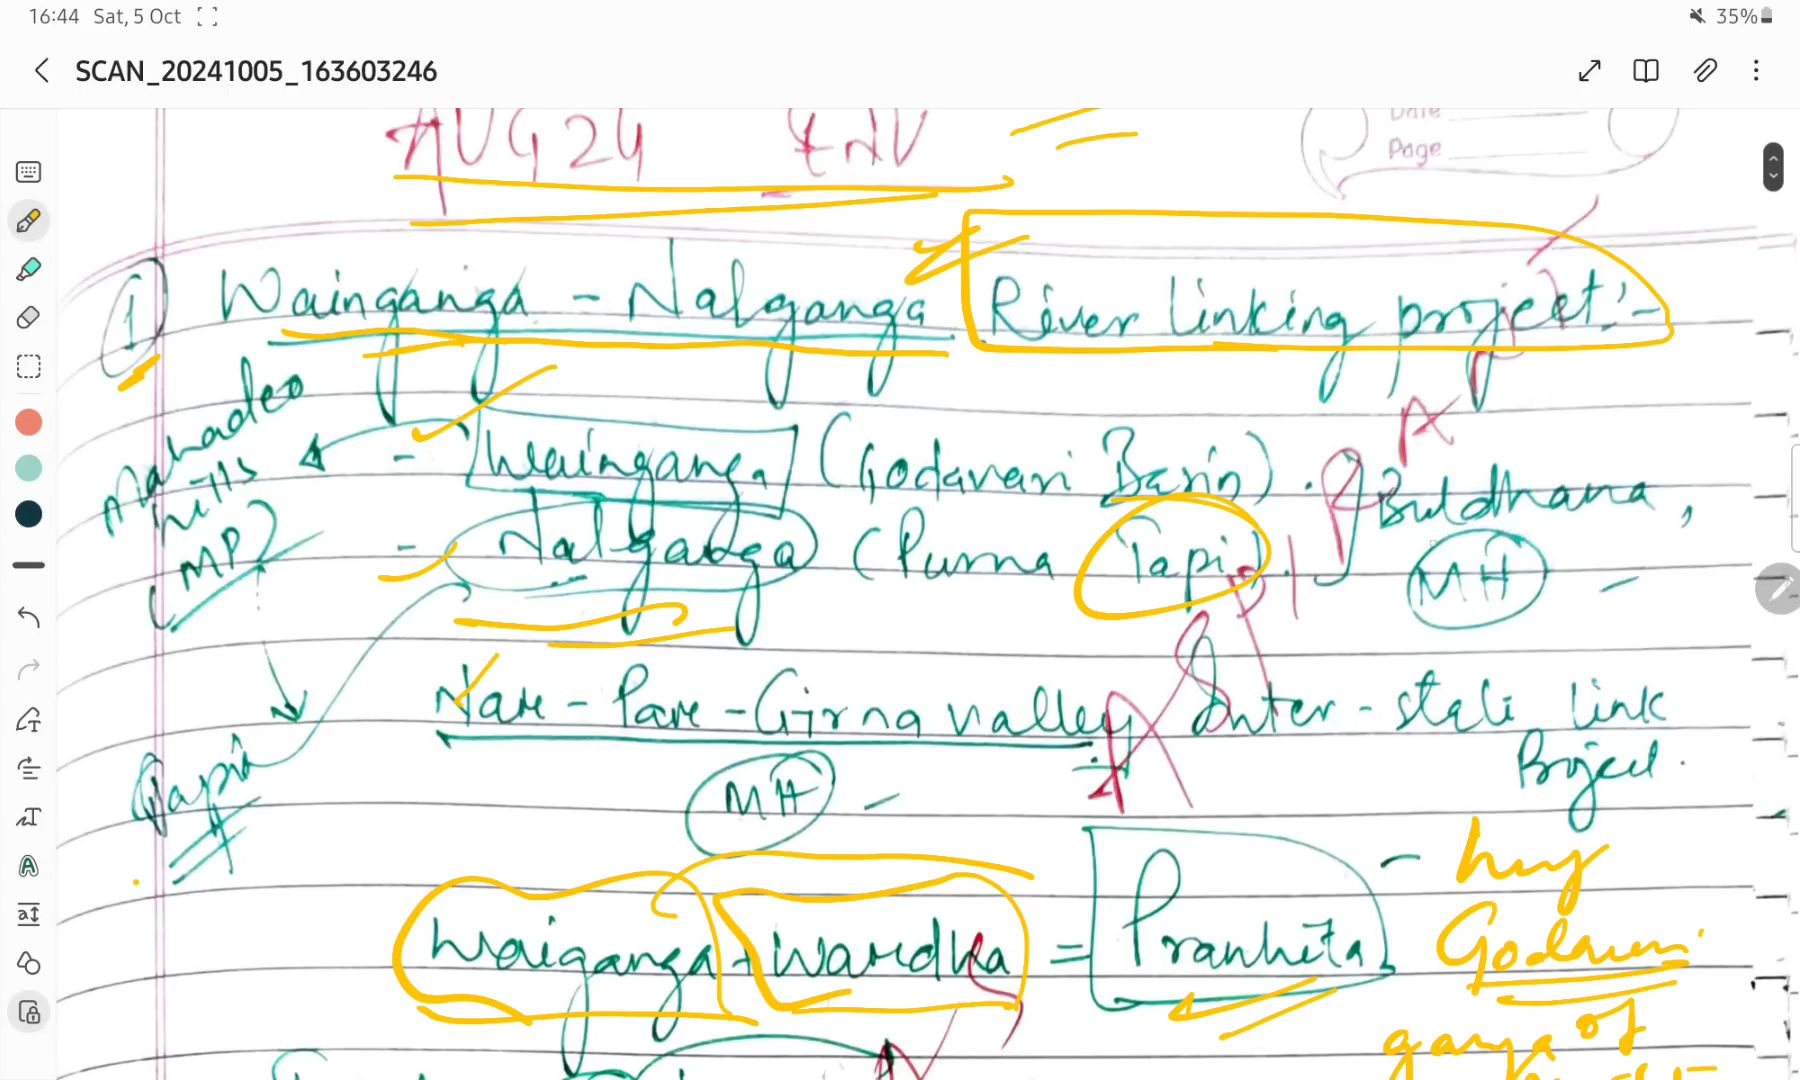 16:44 Sat, 5 Oct 35%
SCAN_20241005_163603246
AUG 24 ENV
Date
Page
1 Wainganga - Nalganga River linking project :-
Mahadeo hills (MP)
- Wainganga (Godavari Basin). Buldhana, MH -
- Nalganga (Purna Tapi).
Nar - Par - Girna valley Inter - state link Project.
MH -
Tapi
Waiganga + Wardha = Pranhita -
Godavari
ganga of